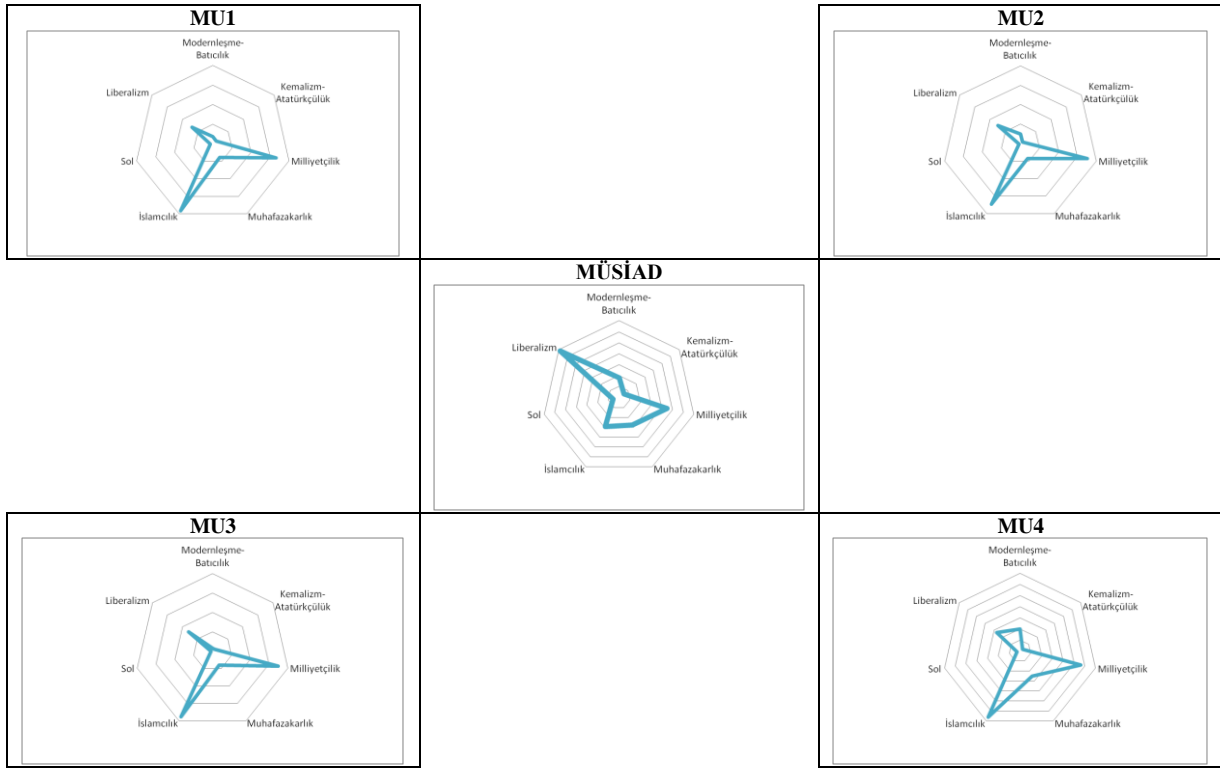 MU1
Modernleşme-
Batıcılık
Kemalizm-
Atatürkçülük
Milliyetçilik
Muhafazakarlık
İslamcılık
Sol
Liberalizm
MU2
Modernleşme-
Batıcılık
Kemalizm-
Atatürkçülük
Milliyetçilik
Muhafazakarlık
İslamcılık
Sol
Liberalizm
MÜSİAD
Modernleşme-
Batıcılık
Kemalizm-
Atatürkçülük
Milliyetçilik
Muhafazakarlık
İslamcılık
Sol
Liberalizm
MU3
Modernleşme-
Batıcılık
Kemalizm-
Atatürkçülük
Milliyetçilik
Muhafazakarlık
İslamcılık
Sol
Liberalizm
MU4
Modernleşme-
Batıcılık
Kemalizm-
Atatürkçülük
Milliyetçilik
Muhafazakarlık
İslamcılık
Sol
Liberalizm